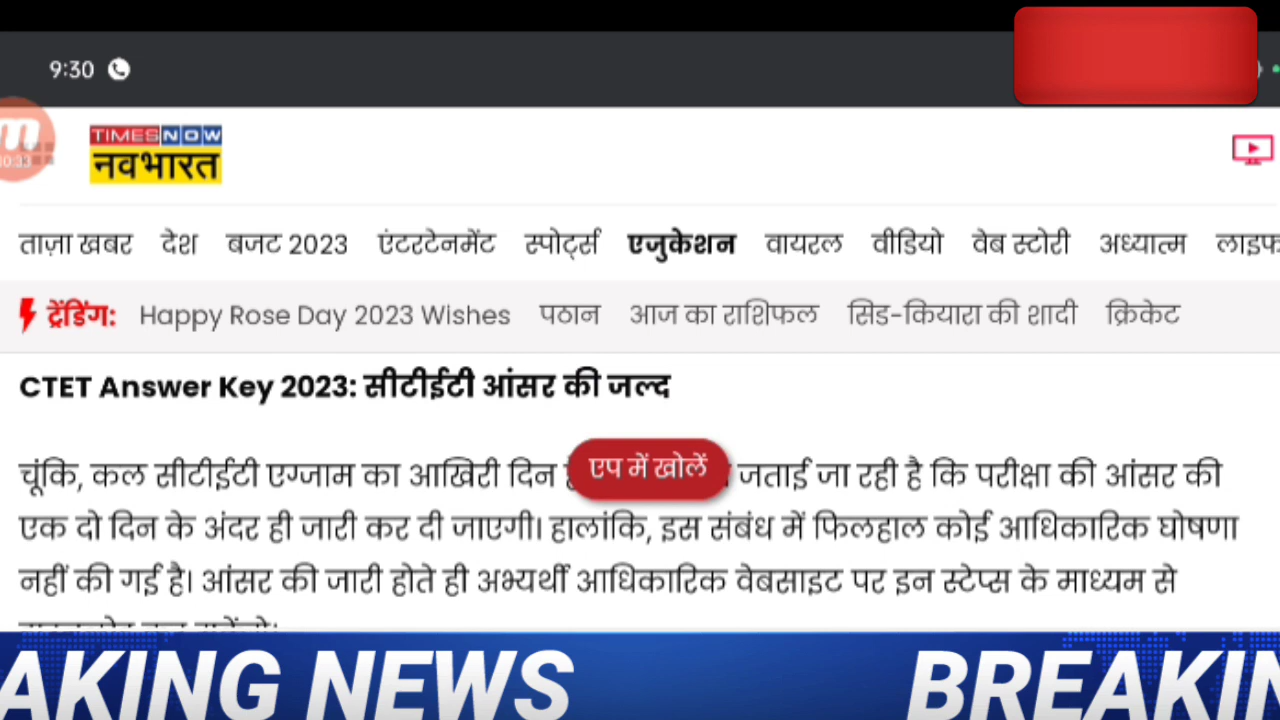 9:30
10:33
TIMES NOW
नवभारत
ताज़ा खबर देश बजट 2023 एंटरटेनमेंट स्पोर्ट्स एजुकेशन वायरल वीडियो वेब स्टोरी अध्यात्म
ट्रेंडिंग: Happy Rose Day 2023 Wishes पठान आज का राशिफल सिड-कियारा की शादी क्रिकेट
CTET Answer Key 2023: सीटीईटी आंसर की जल्द
चूंकि, कल सीटीईटी एग्जाम का आखिरी दिन जताई जा रही है कि परीक्षा की आंसर की
एप में खोलें
एक दो दिन के अंदर ही जारी कर दी जाएगी। हालांकि, इस संबंध में फिलहाल कोई आधिकारिक घोषणा
नहीं की गई है। आंसर की जारी होते ही अभ्यर्थी आधिकारिक वेबसाइट पर इन स्टेप्स के माध्यम से
AKING NEWS BREAKIN